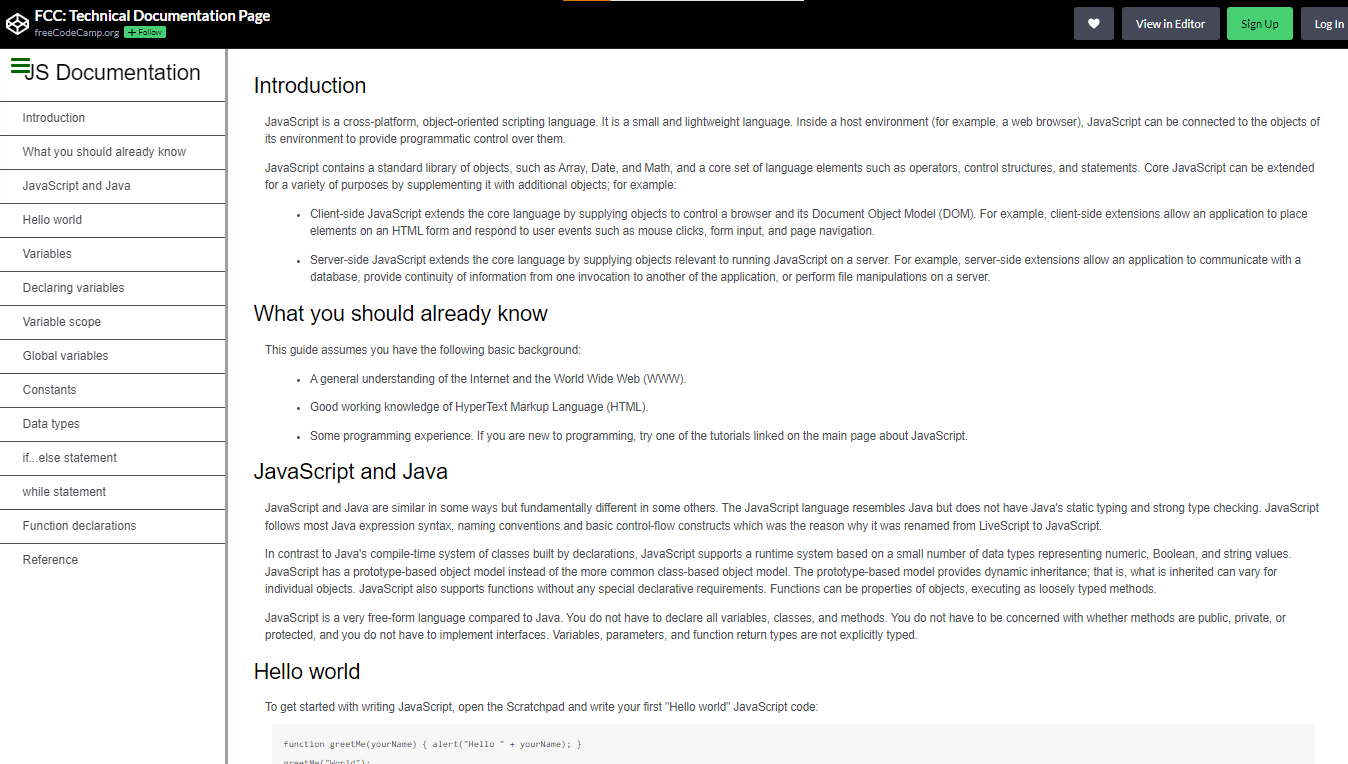 FCC: Technical Documentation Page
freeCodeCamp.org + Follow
View in Editor
Sign Up
Log In
JS Documentation
Introduction
What you should already know
JavaScript and Java
Hello world
Variables
Declaring variables
Variable scope
Global variables
Constants
Data types
if...else statement
while statement
Function declarations
Reference
Introduction
JavaScript is a cross-platform, object-oriented scripting language. It is a small and lightweight language. Inside a host environment (for example, a web browser), JavaScript can be connected to the objects of
its environment to provide programmatic control over them.
JavaScript contains a standard library of objects, such as Array, Date, and Math, and a core set of language elements such as operators, control structures, and statements. Core JavaScript can be extended
for a variety of purposes by supplementing it with additional objects; for example:
• Client-side JavaScript extends the core language by supplying objects to control a browser and its Document Object Model (DOM). For example, client-side extensions allow an application to place
elements on an HTML form and respond to user events such as mouse clicks, form input, and page navigation.
• Server-side JavaScript extends the core language by supplying objects relevant to running JavaScript on a server. For example, server-side extensions allow an application to communicate with a
database, provide continuity of information from one invocation to another of the application, or perform file manipulations on a server.
What you should already know
This guide assumes you have the following basic background:
• A general understanding of the Internet and the World Wide Web (WWW).
• Good working knowledge of HyperText Markup Language (HTML).
• Some programming experience. If you are new to programming, try one of the tutorials linked on the main page about JavaScript.
JavaScript and Java
JavaScript and Java are similar in some ways but fundamentally different in some others. The JavaScript language resembles Java but does not have Java's static typing and strong type checking. JavaScript
follows most Java expression syntax, naming conventions and basic control-flow constructs which was the reason why it was renamed from LiveScript to JavaScript.
In contrast to Java's compile-time system of classes built by declarations, JavaScript supports a runtime system based on a small number of data types representing numeric, Boolean, and string values.
JavaScript has a prototype-based object model instead of the more common class-based object model. The prototype-based model provides dynamic inheritance; that is, what is inherited can vary for
individual objects. JavaScript also supports functions without any special declarative requirements. Functions can be properties of objects, executing as loosely typed methods.
JavaScript is a very free-form language compared to Java. You do not have to declare all variables, classes, and methods. You do not have to be concerned with whether methods are public, private, or
protected, and you do not have to implement interfaces. Variables, parameters, and function return types are not explicitly typed.
Hello world
To get started with writing JavaScript, open the Scratchpad and write your first "Hello world" JavaScript code:
function greetMe(yourName) { alert("Hello " + yourName); }
greetMe("World");